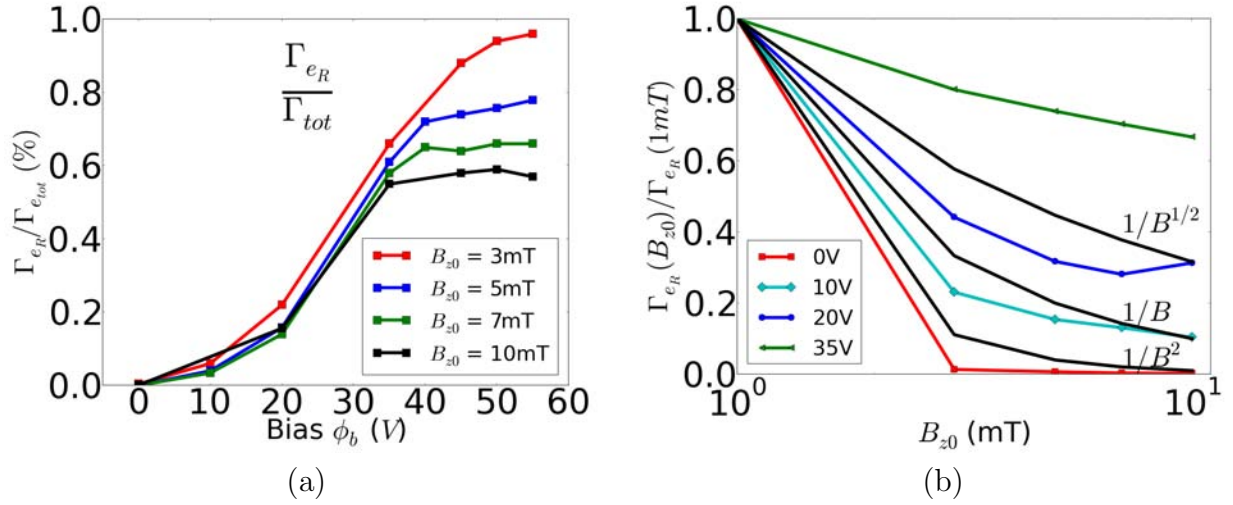 1.0
0.8
0.6
0.4
0.2
0.0
Γ_{e_R}/Γ_{e_{tot}} (%)
Γ_{e_R}
Γ_{tot}
B_{z0} = 3mT
B_{z0} = 5mT
B_{z0} = 7mT
B_{z0} = 10mT
0 10 20 30 40 50 60
Bias ϕ_b (V)
(a)
1.0
0.8
0.6
0.4
0.2
0.0
Γ_{e_R}(B_{z0})/Γ_{e_R}(1mT)
1/B^{1/2}
1/B
1/B^2
0V
10V
20V
35V
10^0 10^1
B_{z0} (mT)
(b)